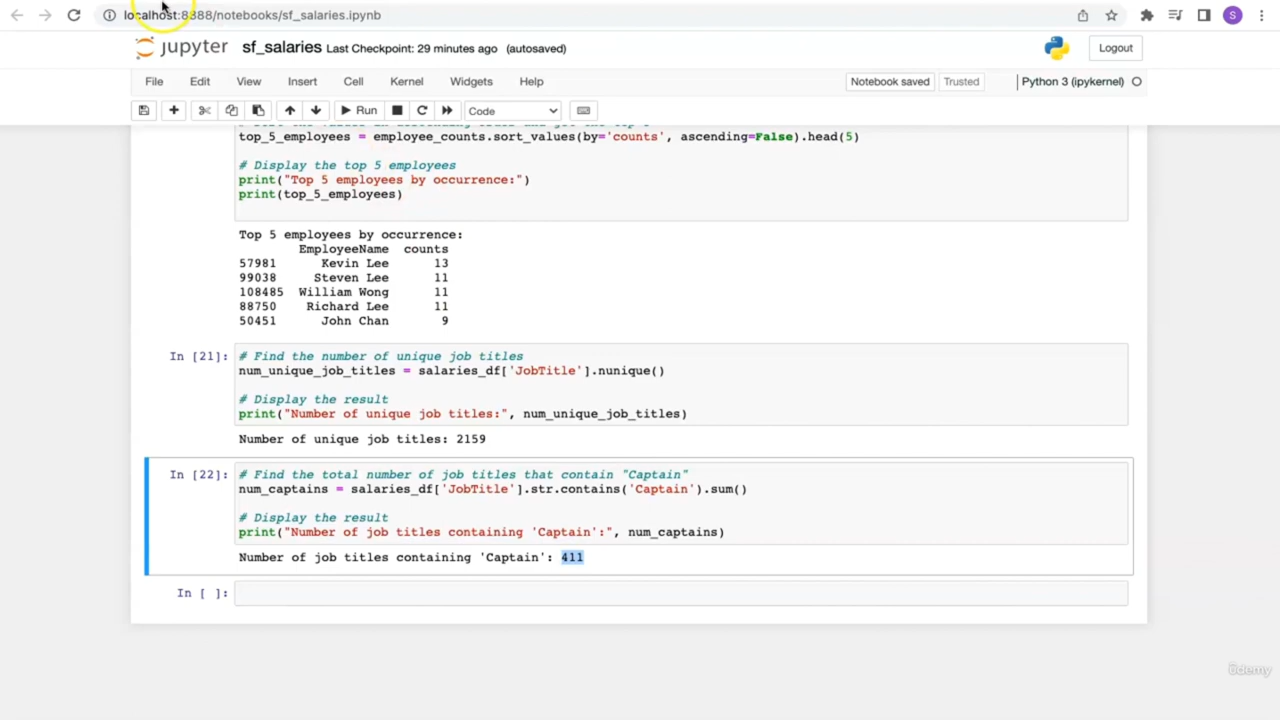 localhost:8888/notebooks/sf_salaries.ipynb
S
jupyter sf_salaries Last Checkpoint: 29 minutes ago (autosaved)
Logout
File Edit View Insert Cell Kernel Widgets Help
Notebook saved Trusted Python 3 (ipykernel)
Run Code
top_5_employees = employee_counts.sort_values(by='counts', ascending=False).head(5)
# Display the top 5 employees
print("Top 5 employees by occurrence:")
print(top_5_employees)
Top 5 employees by occurrence:
EmployeeName counts
57981 Kevin Lee 13
99038 Steven Lee 11
108485 William Wong 11
88750 Richard Lee 11
50451 John Chan 9
In [21]: # Find the number of unique job titles
num_unique_job_titles = salaries_df['JobTitle'].nunique()
# Display the result
print("Number of unique job titles:", num_unique_job_titles)
Number of unique job titles: 2159
In [22]: # Find the total number of job titles that contain "Captain"
num_captains = salaries_df['JobTitle'].str.contains('Captain').sum()
# Display the result
print("Number of job titles containing 'Captain':", num_captains)
Number of job titles containing 'Captain': 411
In [ ]:
ûdemy